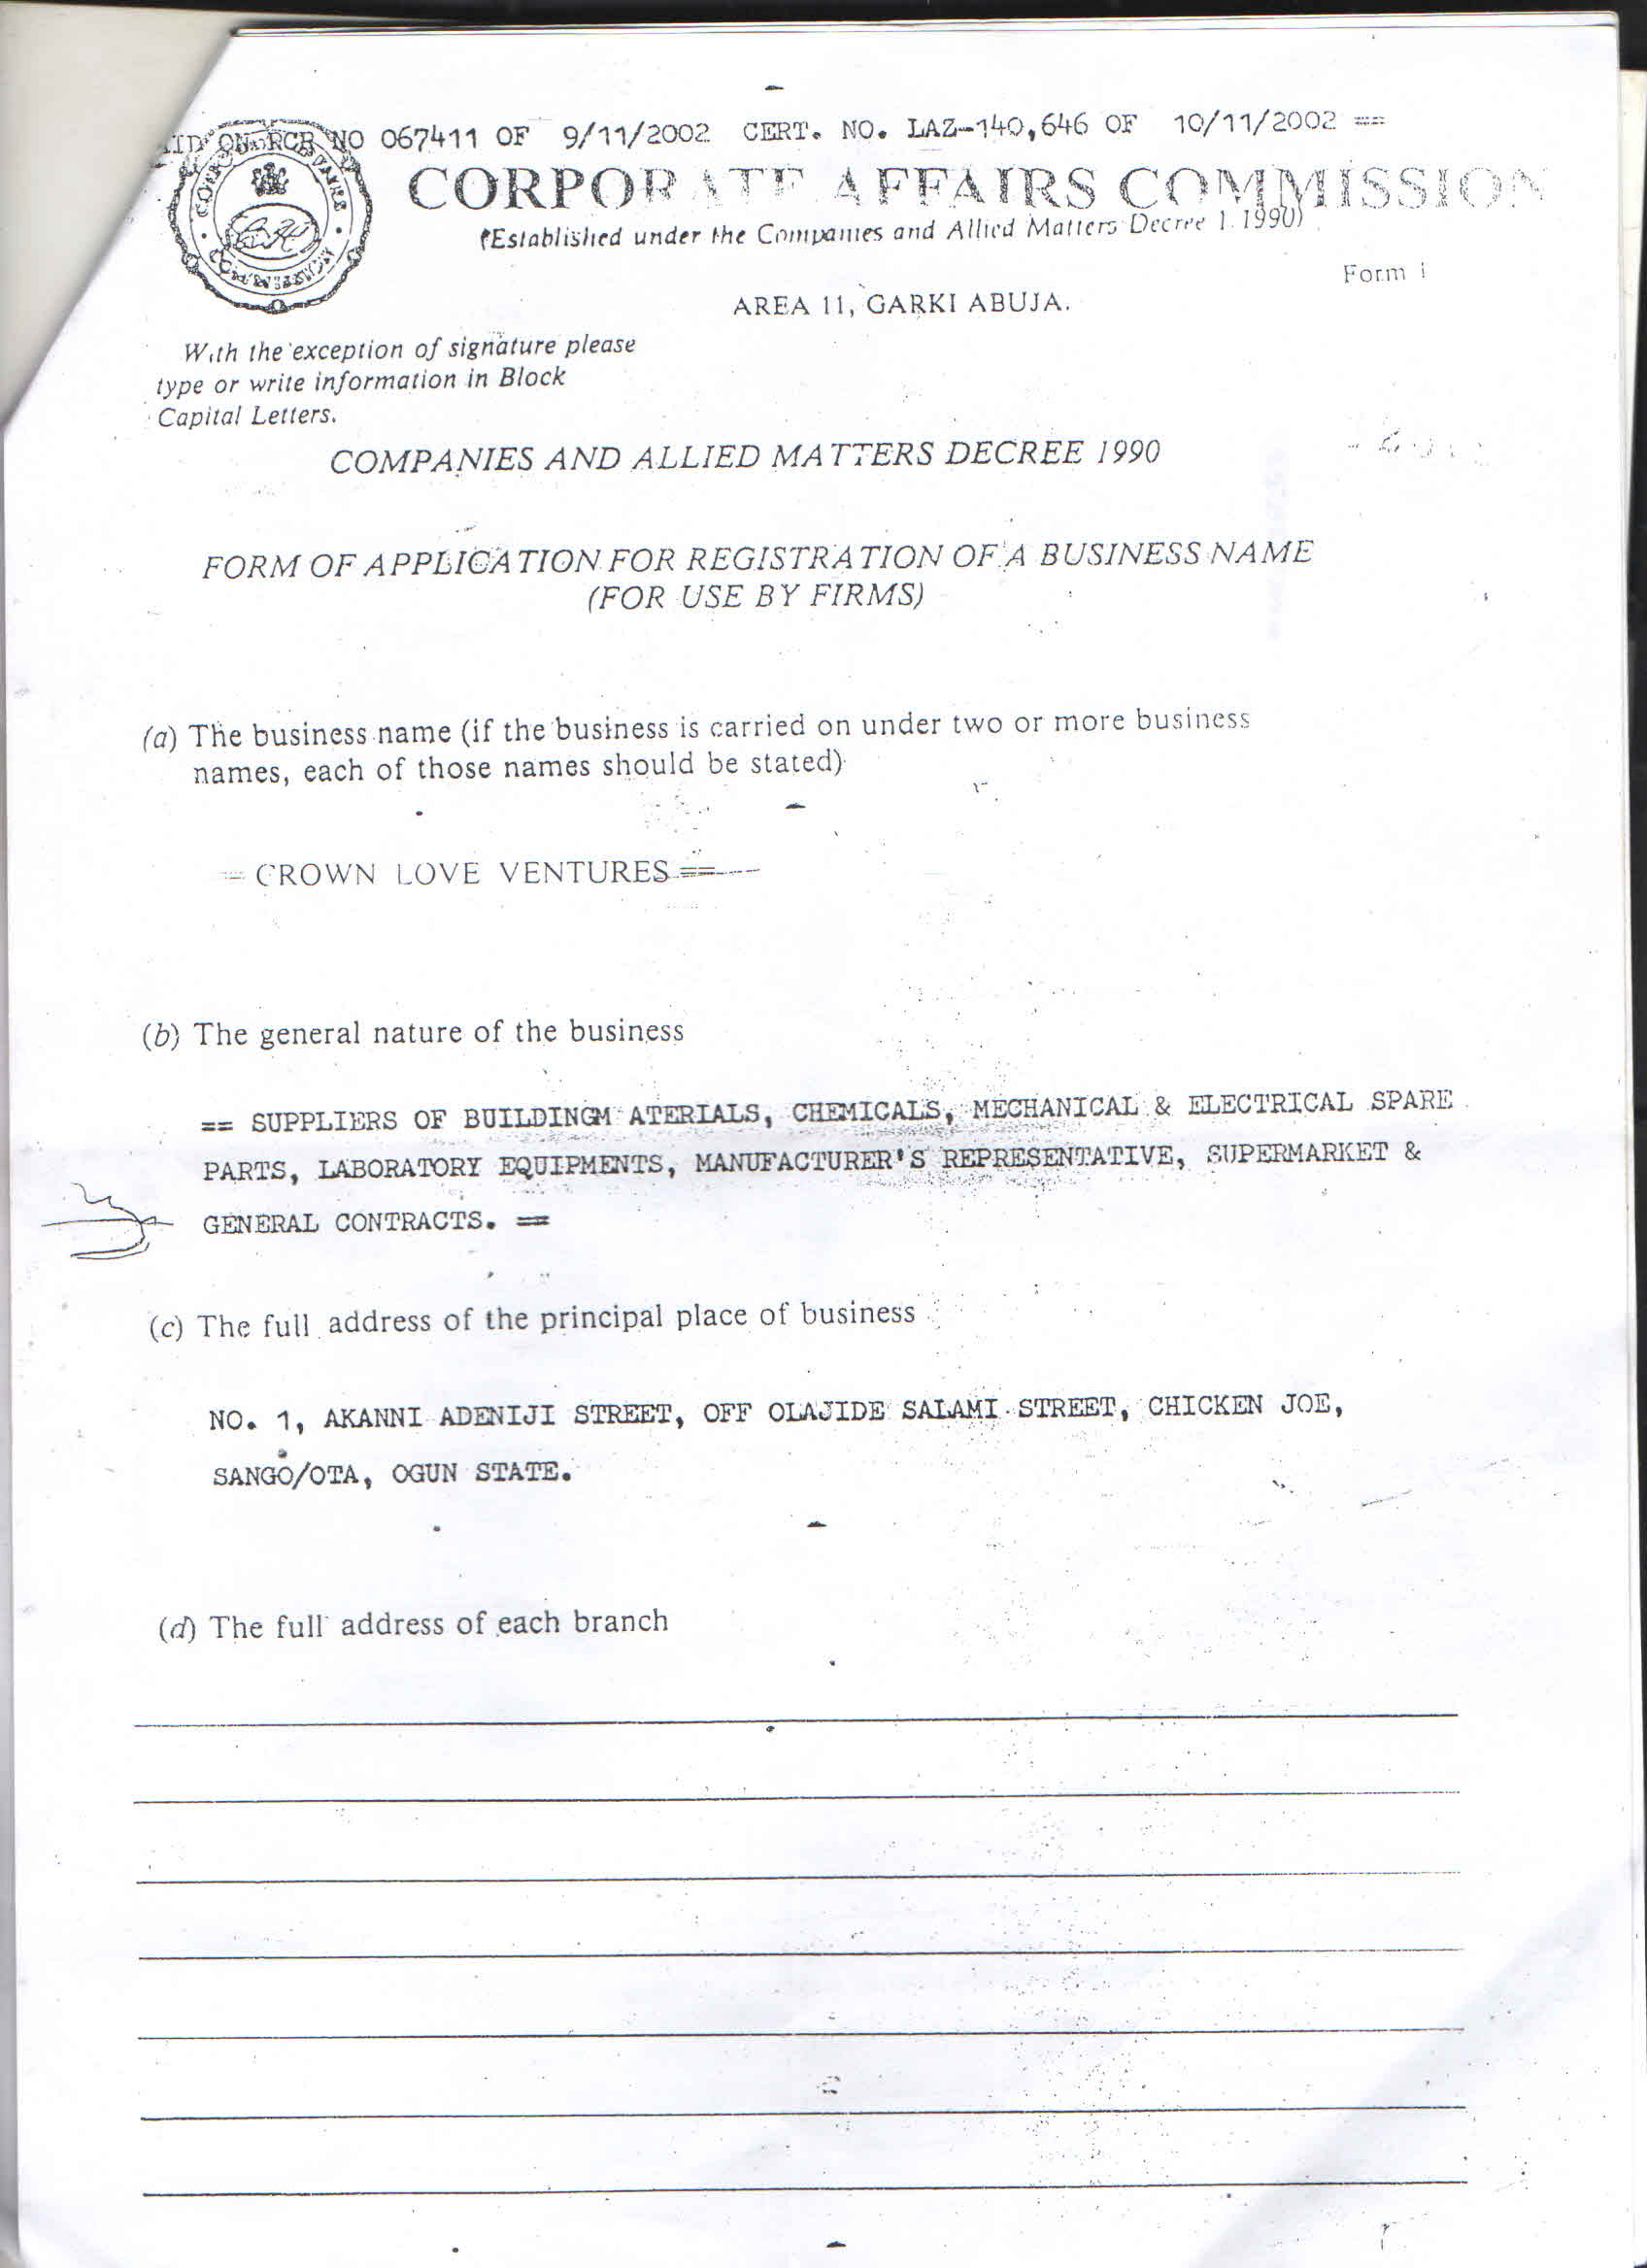 NO 067411 OF 9/11/2002 CERT. NO. LAZ-140,646 OF 10/11/2002 ==
CORPORATE AFFAIRS COMMISSION
(Established under the Companies and Allied Matters Decree 1 1990)
Form 1
AREA 11, GARKI ABUJA.
With the exception of signature please
type or write information in Block
Capital Letters.
COMPANIES AND ALLIED MATTERS DECREE 1990
FORM OF APPLICATION FOR REGISTRATION OF A BUSINESS NAME
(FOR USE BY FIRMS)
(a) The business name (if the business is carried on under two or more business
names, each of those names should be stated)
= CROWN LOVE VENTURES ==---
(b) The general nature of the business
== SUPPLIERS OF BUILDINGM ATERIALS, CHEMICALS, MECHANICAL & ELECTRICAL SPARE
PARTS, LABORATORY EQUIPMENTS, MANUFACTURER'S REPRESENTATIVE, SUPERMARKET &
GENERAL CONTRACTS. ==
(c) The full address of the principal place of business
NO. 1, AKANNI ADENIJI STREET, OFF OLAJIDE SALAMI STREET, CHICKEN JOE,
SANGO/OTA, OGUN STATE.
(d) The full address of each branch